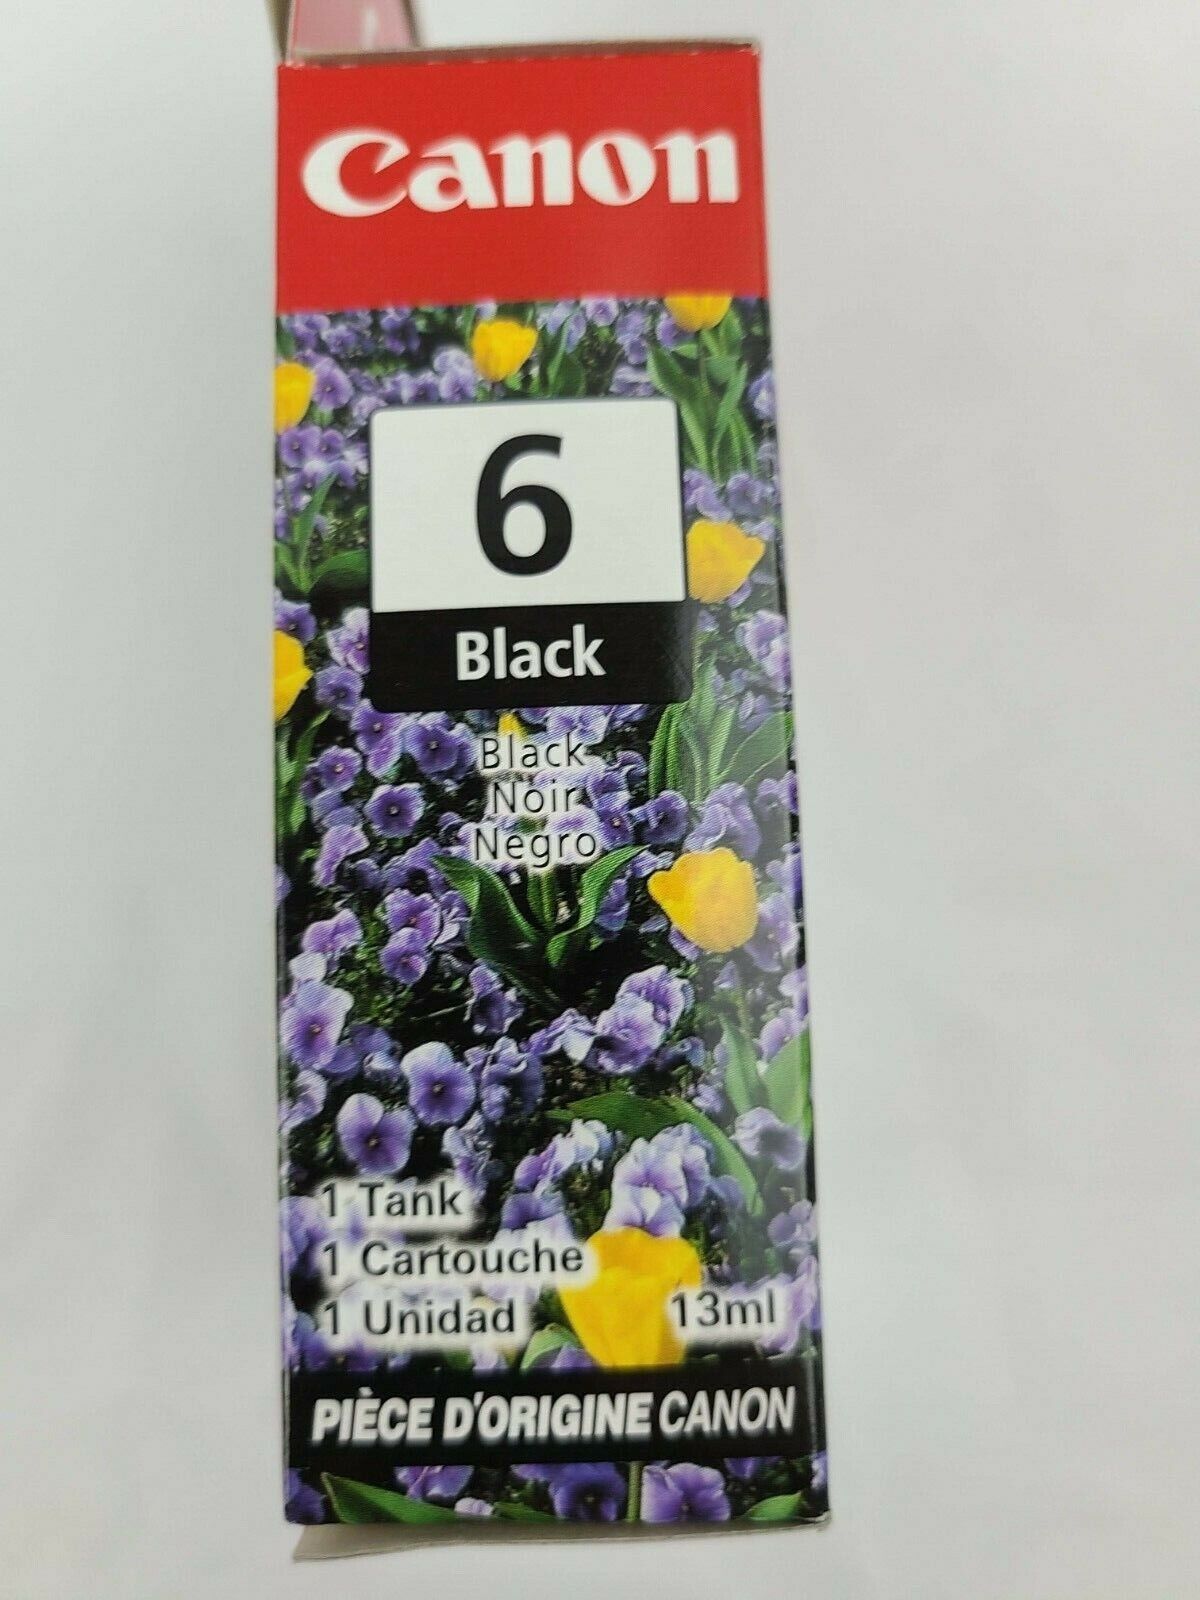 Canon
6
Black
Black
Noir
Negro
1 Tank
1 Cartouche
1 Unidad 13ml
PIÈCE D'ORIGINE CANON